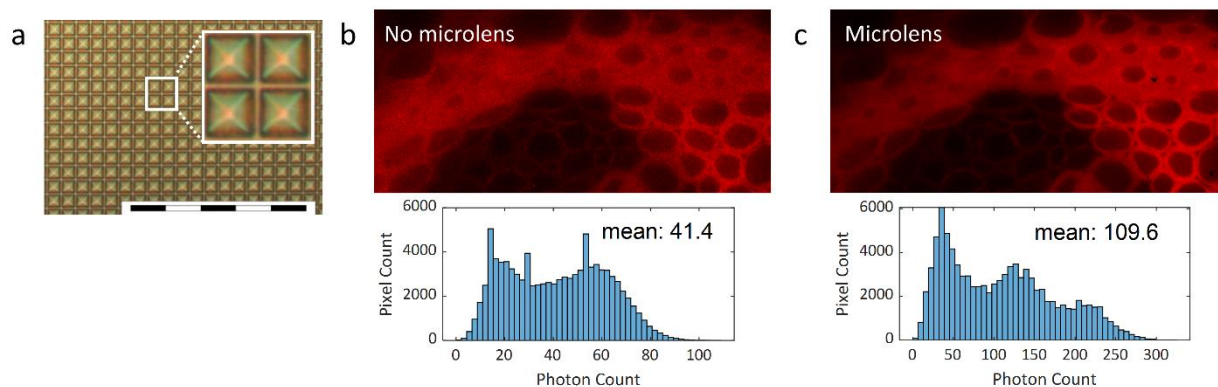 a
b
No microlens
6000
4000
2000
0
Pixel Count
mean: 41.4
0 20 40 60 80 100
Photon Count
c
Microlens
6000
4000
2000
0
Pixel Count
mean: 109.6
0 50 100 150 200 250 300
Photon Count